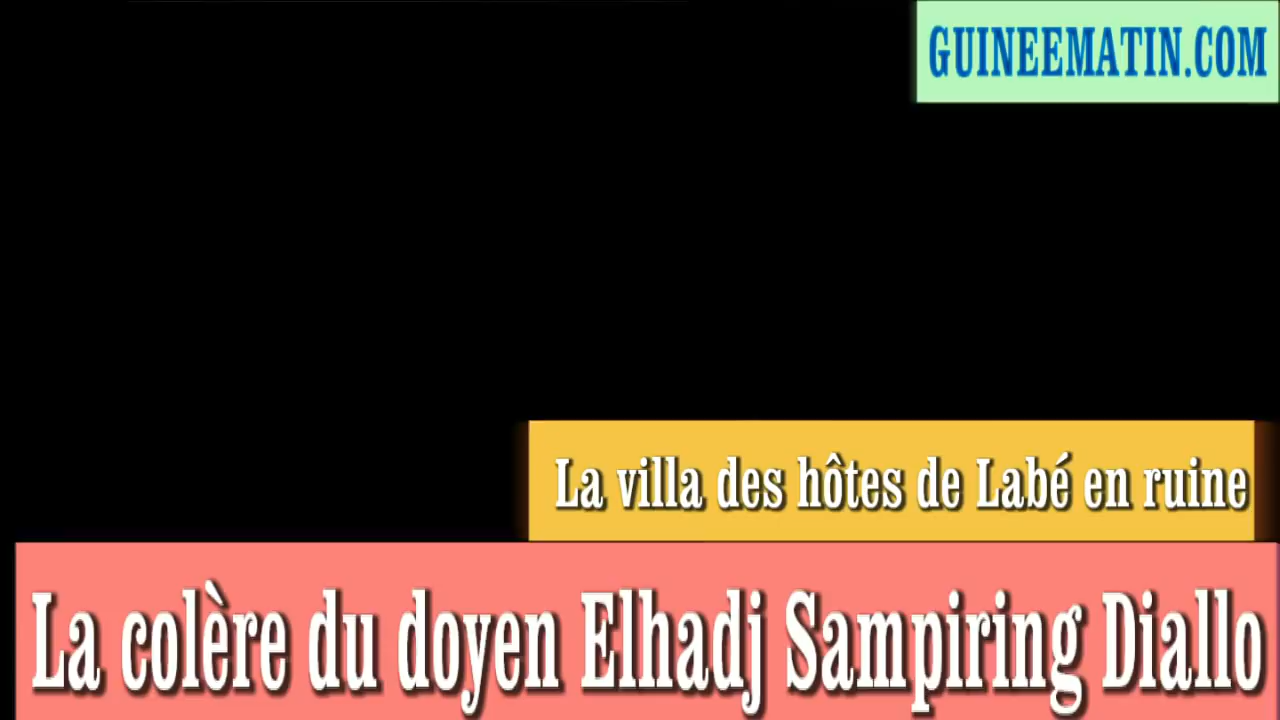 GUINEEMATIN.COM
La villa des hôtes de Labé en ruine
La colère du doyen Elhadj Sampiring Diallo